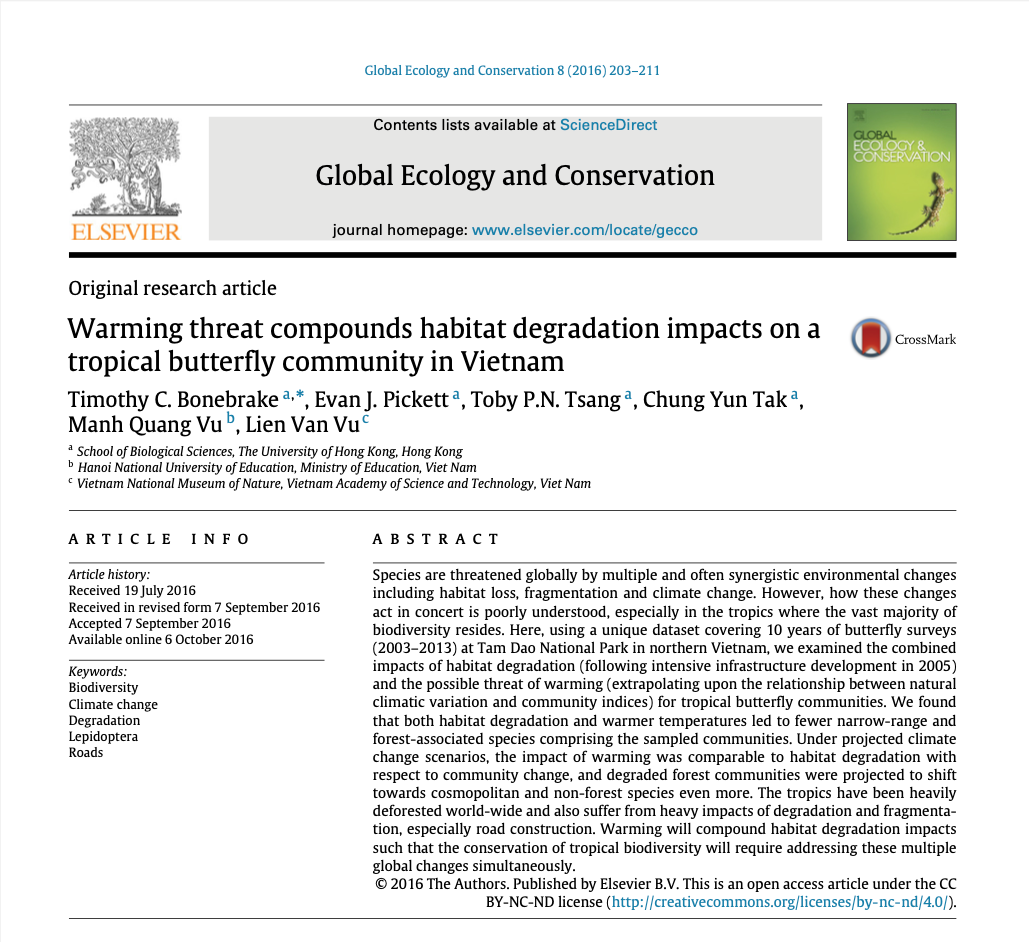 Global Ecology and Conservation 8 (2016) 203–211
Contents lists available at ScienceDirect
Global Ecology and Conservation
journal homepage: www.elsevier.com/locate/gecco
ELSEVIER
GLOBAL
ECOLOGY &
CONSERVATION
Original research article
Warming threat compounds habitat degradation impacts on a
tropical butterfly community in Vietnam
CrossMark
Timothy C. Bonebrake a,*, Evan J. Pickett a, Toby P.N. Tsang a, Chung Yun Tak a,
Manh Quang Vu b, Lien Van Vu c
a School of Biological Sciences, The University of Hong Kong, Hong Kong
b Hanoi National University of Education, Ministry of Education, Viet Nam
c Vietnam National Museum of Nature, Vietnam Academy of Science and Technology, Viet Nam
ARTICLE INFO
Article history:
Received 19 July 2016
Received in revised form 7 September 2016
Accepted 7 September 2016
Available online 6 October 2016
Keywords:
Biodiversity
Climate change
Degradation
Lepidoptera
Roads
ABSTRACT
Species are threatened globally by multiple and often synergistic environmental changes
including habitat loss, fragmentation and climate change. However, how these changes
act in concert is poorly understood, especially in the tropics where the vast majority of
biodiversity resides. Here, using a unique dataset covering 10 years of butterfly surveys
(2003–2013) at Tam Dao National Park in northern Vietnam, we examined the combined
impacts of habitat degradation (following intensive infrastructure development in 2005)
and the possible threat of warming (extrapolating upon the relationship between natural
climatic variation and community indices) for tropical butterfly communities. We found
that both habitat degradation and warmer temperatures led to fewer narrow-range and
forest-associated species comprising the sampled communities. Under projected climate
change scenarios, the impact of warming was comparable to habitat degradation with
respect to community change, and degraded forest communities were projected to shift
towards cosmopolitan and non-forest species even more. The tropics have been heavily
deforested world-wide and also suffer from heavy impacts of degradation and fragmenta-
tion, especially road construction. Warming will compound habitat degradation impacts
such that the conservation of tropical biodiversity will require addressing these multiple
global changes simultaneously.
© 2016 The Authors. Published by Elsevier B.V. This is an open access article under the CC
BY-NC-ND license (http://creativecommons.org/licenses/by-nc-nd/4.0/).